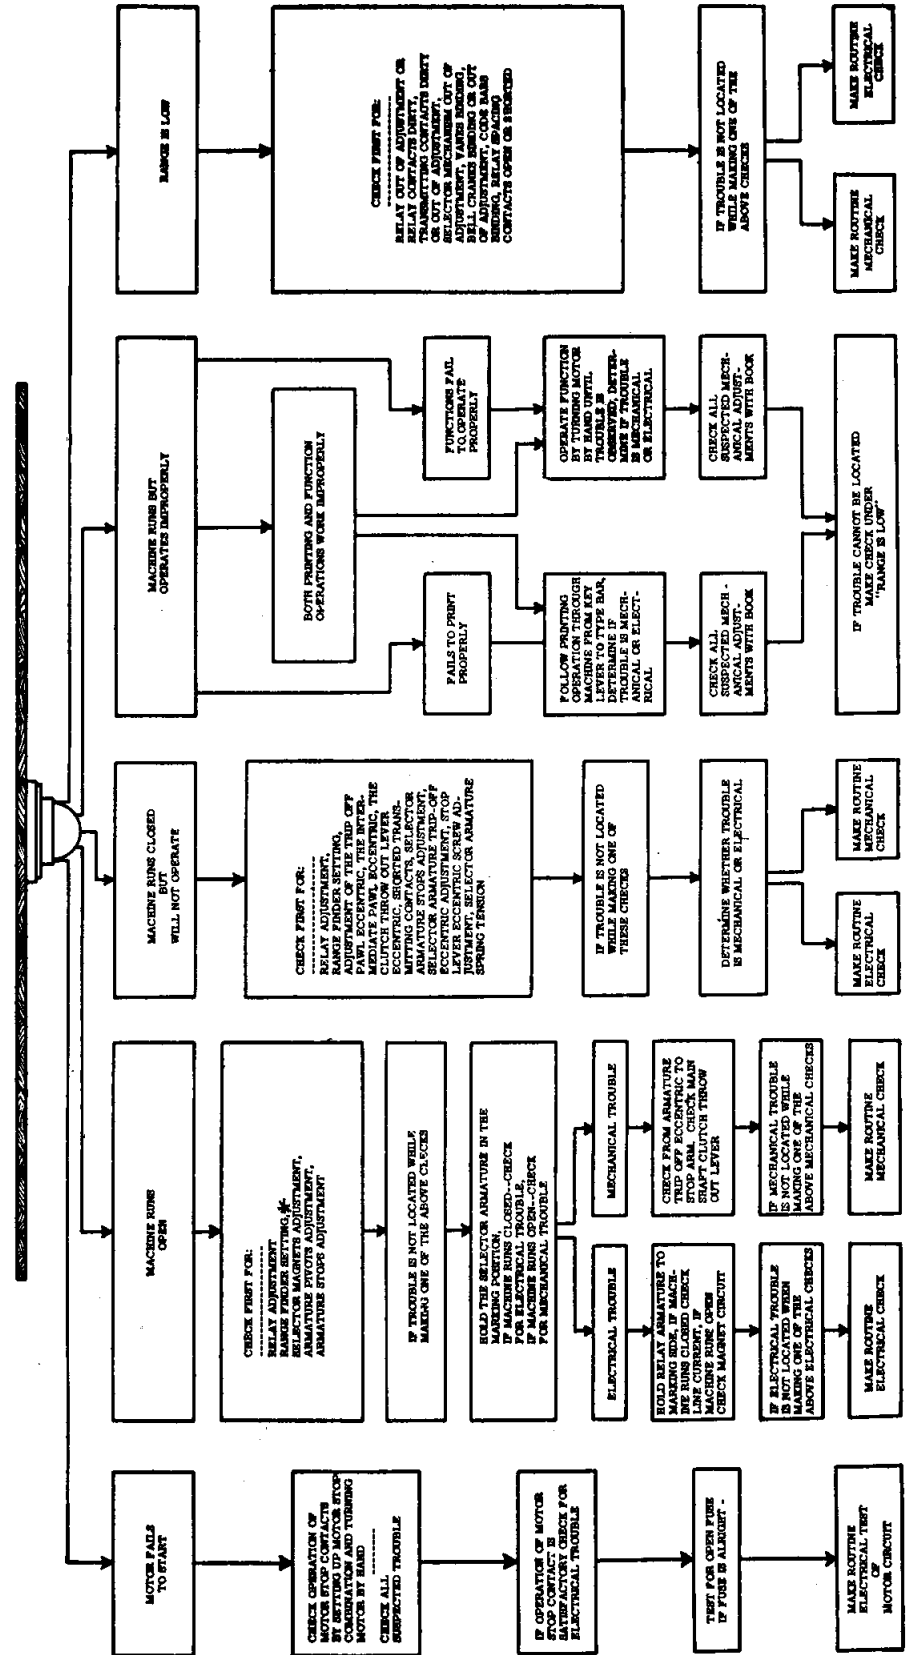 MOTOR FAILS
TO START
CHECK OPERATION OF
MOTOR STOP CONTACTS
BY SETTING UP MOTOR STOP
COMBINATION AND TURNING
MOTOR BY HAND
--------
CHECK ALL
SUSPECTED TROUBLE
IF OPERATION OF MOTOR
STOP CONTACT IS
SATISFACTORY CHECK FOR
ELECTRICAL TROUBLE
TEST FOR OPEN FUSE
IF FUSE IS ALRIGHT -
MAKE ROUTINE
ELECTRICAL TEST
OF
MOTOR CIRCUIT
MACHINE RUNS
OPEN
CHECK FIRST FOR:
------------
RELAY ADJUSTMENT
RANGE FINDER SETTING,*
SELECTOR MAGNETS ADJUSTMENT,
ARMATURE PIVOTS ADJUSTMENT,
ARMATURE STOPS ADJUSTMENT
IF TROUBLE IS NOT LOCATED WHILE
MAKING ONE OF THE ABOVE CLECKS
HOLD THE SELECTOR ARMATURE IN THE
MARKING POSITION,
IF MACHINE RUNS CLOSED--CHECK
FOR ELECTRICAL TROUBLE,
IF MACHINE RUNS OPEN--CHECK
FOR MECHANICAL TROUBLE
ELECTRICAL TROUBLE
HOLD RELAY ARMATURE TO
MARKING SIDE, IF MACH-
INE RUNS CLOSED CHECK
LINE CURRENT, IF
MACHINE RUNS OPEN
CHECK MAGNET CIRCUIT
IF ELECTRICAL TROUBLE
IS NOT LOCATED WHEN
MAKING ONE OF THE
ABOVE ELECTRICAL CHECKS
MAKE ROUTINE
ELECTRICAL CHECK
MECHANICAL TROUBLE
CHECK FROM ARMATURE
TRIP OFF ECCENTRIC TO
STOP ARM. CHECK MAIN
SHAFT CLUTCH THROW
OUT LEVER
IF MECHANICAL TROUBLE
IS NOT LOCATED WHILE
MAKING ONE OF THE
ABOVE MECHANICAL CHECKS
MAKE ROUTINE
MECHANICAL CHECK
MACHINE RUNS CLOSED
BUT
WILL NOT OPERATE
CHECK FIRST FOR:
------------
RELAY ADJUSTMENT,
RANGE FINDER SETTING,
ADJUSTMENT OF THE TRIP OFF
PAWL ECCENTRIC, THE INTER-
MEDIATE PAWL ECCENTRIC, THE
CLUTCH THROW OUT LEVER
ECCENTRIC, SHORTED TRANS-
MITTING CONTACTS, SELECTOR
ARMATURE STOPS ADJUSTMENT,
SELECTOR ARMATURE TRIP-OFF
ECCENTRIC ADJUSTMENT, STOP
LEVER ECCENTRIC SCREW AD-
JUSTMENT, SELECTOR ARMATURE
SPRING TENSION
IF TROUBLE IS NOT LOCATED
WHILE MAKING ONE OF
THESE CHECKS
DETERMINE WHETHER TROUBLE
IS MECHANICAL OR ELECTRICAL
MAKE ROUTINE
ELECTRICAL
CHECK
MAKE ROUTINE
MECHANICAL
CHECK
MACHINE RUNS BUT
OPERATES IMPROPERLY
BOTH PRINTING AND FUNCTION
OPERATIONS WORK IMPROPERLY
FAILS TO PRINT
PROPERLY
FOLLOW PRINTING
OPERATION THROUGH
MACHINE FROM KEY
LEVER TO TYPE BAR,
DETERMINE IF
TROUBLE IS MECH-
ANICAL OR ELECT-
RICAL
CHECK ALL
SUSPECTED MECH -
ANICAL ADJUST-
MENTS WITH BOOK
FUNCTIONS FAIL
TO OPERATE
PROPERLY
OPERATE FUNCTION
BY TURNING MOTOR
BY HAND UNTIL
TROUBLE IS
OBSERVED, DETER-
MINE IF TROUBLE
IS MECHANICAL
OR ELECTRICAL
CHECK ALL
SUSPECTED MECH-
ANICAL ADJUST-
MENTS WITH BOOK
IF TROUBLE CANNOT BE LOCATED
MAKE CHECK UNDER
"RANGE IS LOW"
RANGE IS LOW
CHECK FIRST FOR:
------------
RELAY OUT OF ADJUSTMENT OR
RELAY CONTACTS DIRTY,
TRANSMITTING CONTACTS DIRTY
OR OUT OF ADJUSTMENT,
SELECTOR MECHANISM OUT OF
ADJUSTMENT, VANES BINDING,
BELL CRANKS BINDING OR OUT
OF ADJUSTMENT, CODE BARS
BINDING, RELAY SPACING
CONTACTS OPEN OR SHORTED
IF TROUBLE IS NOT LOCATED
WHILE MAKING ONE OF THE
ABOVE CHECKS
MAKE ROUTINE
MECHANICAL
CHECK
MAKE ROUTINE
ELECTRICAL
CHECK